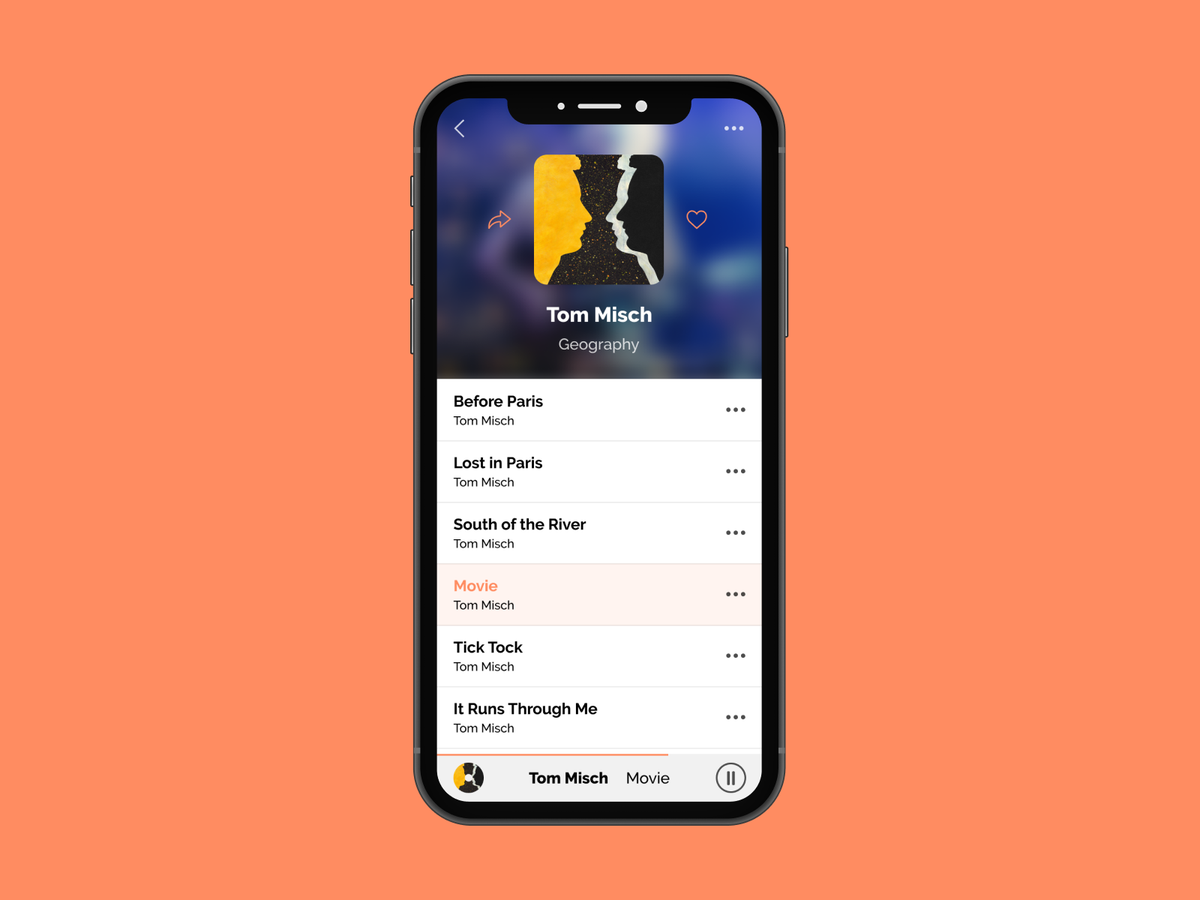 Tom Misch
Geography
Before Paris
Tom Misch
Lost in Paris
Tom Misch
South of the River
Tom Misch
Movie
Tom Misch
Tick Tock
Tom Misch
It Runs Through Me
Tom Misch
Tom Misch Movie